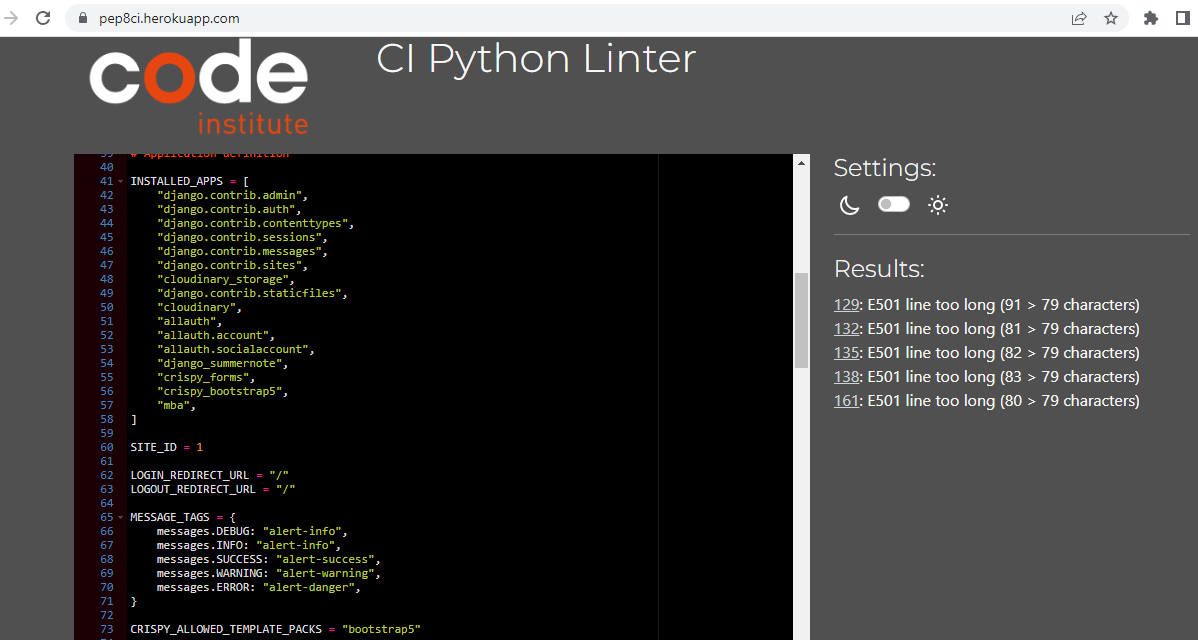 pep8ci.herokuapp.com
code
institute
CI Python Linter
39 # Application definition
40
41 INSTALLED_APPS = [
42 "django.contrib.admin",
43 "django.contrib.auth",
44 "django.contrib.contenttypes",
45 "django.contrib.sessions",
46 "django.contrib.messages",
47 "django.contrib.sites",
48 "cloudinary_storage",
49 "django.contrib.staticfiles",
50 "cloudinary",
51 "allauth",
52 "allauth.account",
53 "allauth.socialaccount",
54 "django_summernote",
55 "crispy_forms",
56 "crispy_bootstrap5",
57 "mba",
58 ]
59
60 SITE_ID = 1
61
62 LOGIN_REDIRECT_URL = "/"
63 LOGOUT_REDIRECT_URL = "/"
64
65 MESSAGE_TAGS = {
66 messages.DEBUG: "alert-info",
67 messages.INFO: "alert-info",
68 messages.SUCCESS: "alert-success",
69 messages.WARNING: "alert-warning",
70 messages.ERROR: "alert-danger",
71 }
72
73 CRISPY_ALLOWED_TEMPLATE_PACKS = "bootstrap5"
Settings:
Results:
129: E501 line too long (91 > 79 characters)
132: E501 line too long (81 > 79 characters)
135: E501 line too long (82 > 79 characters)
138: E501 line too long (83 > 79 characters)
161: E501 line too long (80 > 79 characters)